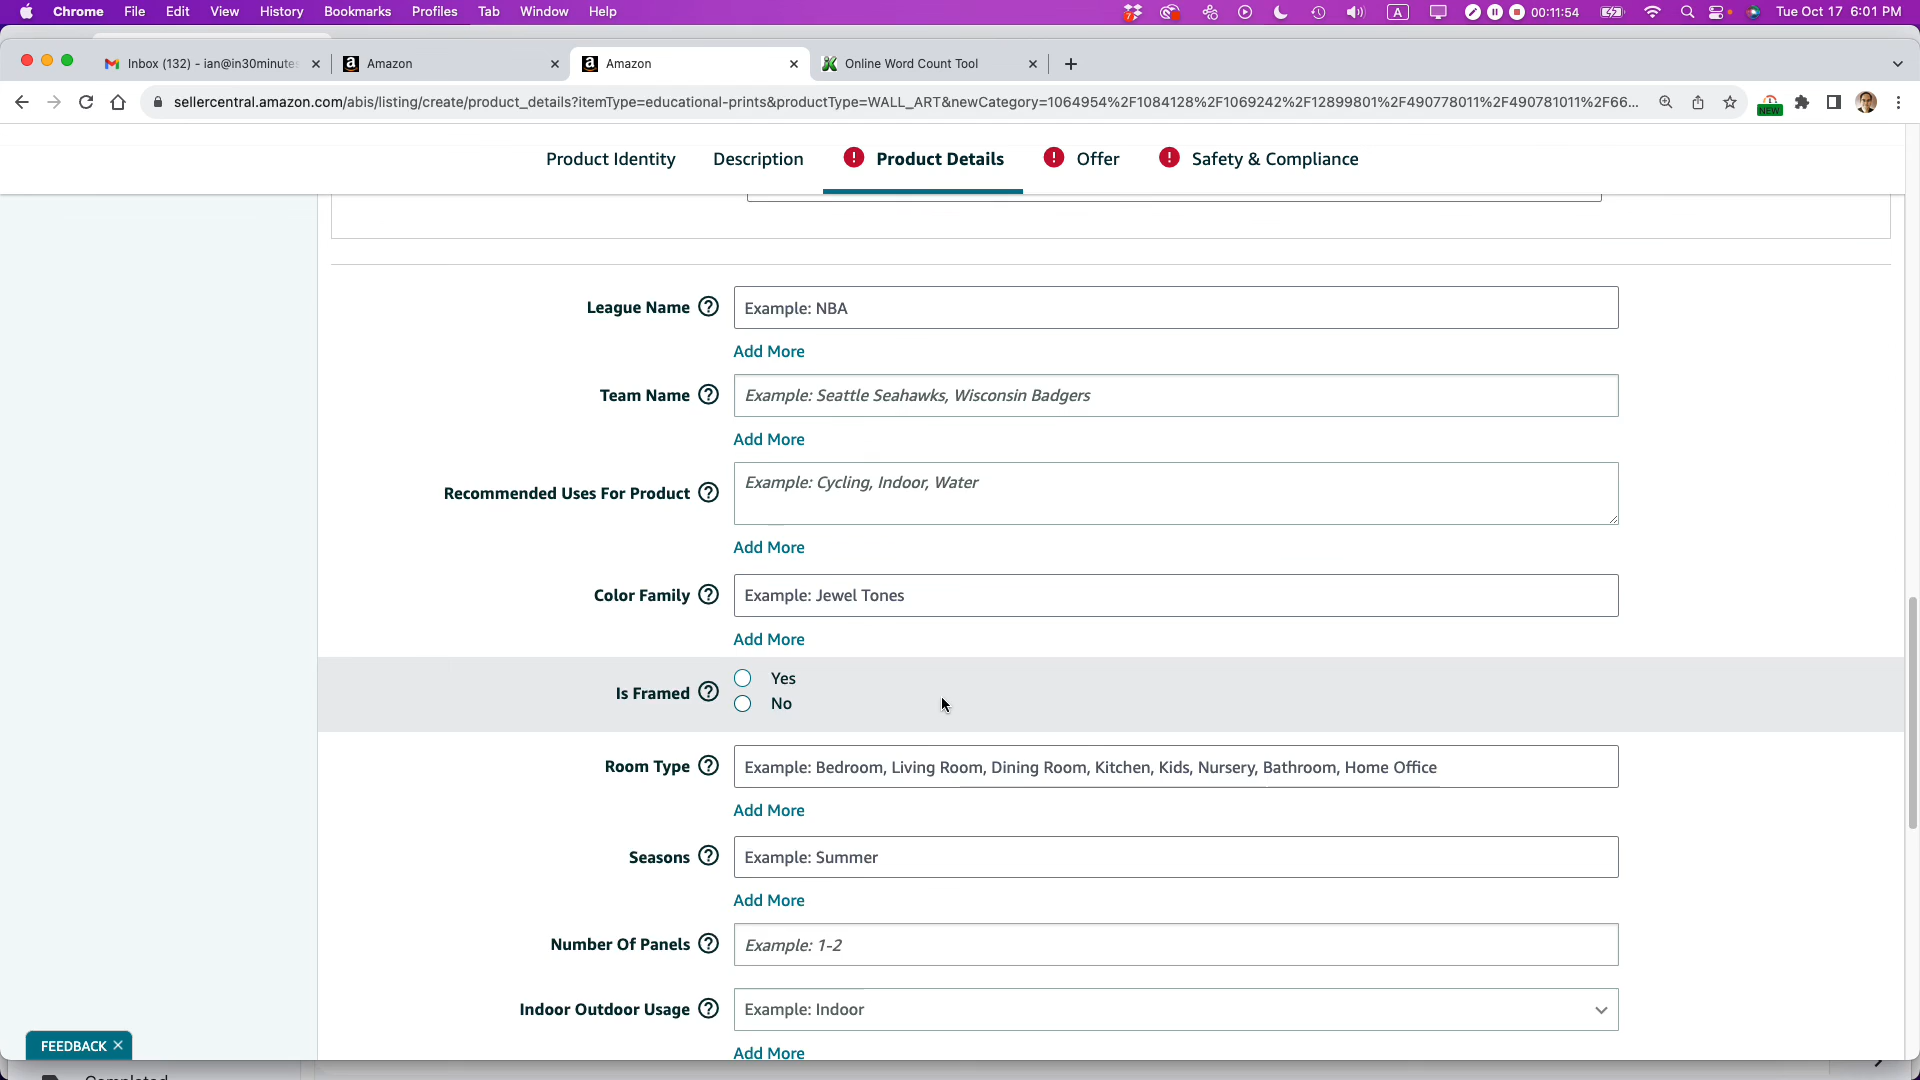 Chrome File Edit View History Bookmarks Profiles Tab Window Help 7 A 00:11:54 Tue Oct 17 6:01 PM
Inbox (132) - ian@in30minutes Amazon Amazon Online Word Count Tool
sellercentral.amazon.com/abis/listing/create/product_details?itemType=educational-prints&productType=WALL_ART&newCategory=1064954%2F1084128%2F1069242%2F12899801%2F490778011%2F490781011%2F66... NEW
Product Identity Description ! Product Details ! Offer ! Safety & Compliance
League Name ? Example: NBA
Add More
Team Name ? Example: Seattle Seahawks, Wisconsin Badgers
Add More
Recommended Uses For Product ? Example: Cycling, Indoor, Water
Add More
Color Family ? Example: Jewel Tones
Add More
Yes
Is Framed ?
No
Room Type ? Example: Bedroom, Living Room, Dining Room, Kitchen, Kids, Nursery, Bathroom, Home Office
Add More
Seasons ? Example: Summer
Add More
Number Of Panels ? Example: 1-2
Indoor Outdoor Usage ? Example: Indoor
FEEDBACK
Add More